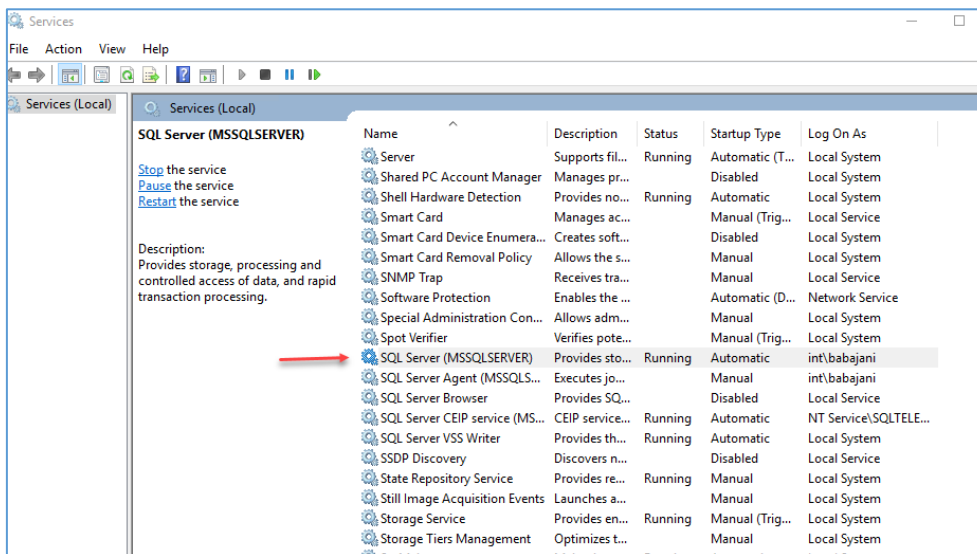 Services
File Action View Help
Services (Local)
Services (Local)
SQL Server (MSSQLSERVER)
Stop the service
Pause the service
Restart the service
Description:
Provides storage, processing and
controlled access of data, and rapid
transaction processing.
Name Description Status Startup Type Log On As
Server Supports fil... Running Automatic (T... Local System
Shared PC Account Manager Manages pr... Disabled Local System
Shell Hardware Detection Provides no... Running Automatic Local System
Smart Card Manages ac... Manual (Trig... Local Service
Smart Card Device Enumera... Creates soft... Disabled Local System
Smart Card Removal Policy Allows the s... Manual Local System
SNMP Trap Receives tra... Manual Local Service
Software Protection Enables the ... Automatic (D... Network Service
Special Administration Con... Allows adm... Manual Local System
Spot Verifier Verifies pote... Manual (Trig... Local System
SQL Server (MSSQLSERVER) Provides sto... Running Automatic int\babajani
SQL Server Agent (MSSQLS... Executes jo... Manual int\babajani
SQL Server Browser Provides SQ... Disabled Local Service
SQL Server CEIP service (MS... CEIP service... Running Automatic NT Service\SQLTELE...
SQL Server VSS Writer Provides th... Running Automatic Local System
SSDP Discovery Discovers n... Disabled Local Service
State Repository Service Provides re... Running Manual Local System
Still Image Acquisition Events Launches a... Manual Local System
Storage Service Provides en... Running Manual (Trig... Local System
Storage Tiers Management Optimizes t... Manual Local System